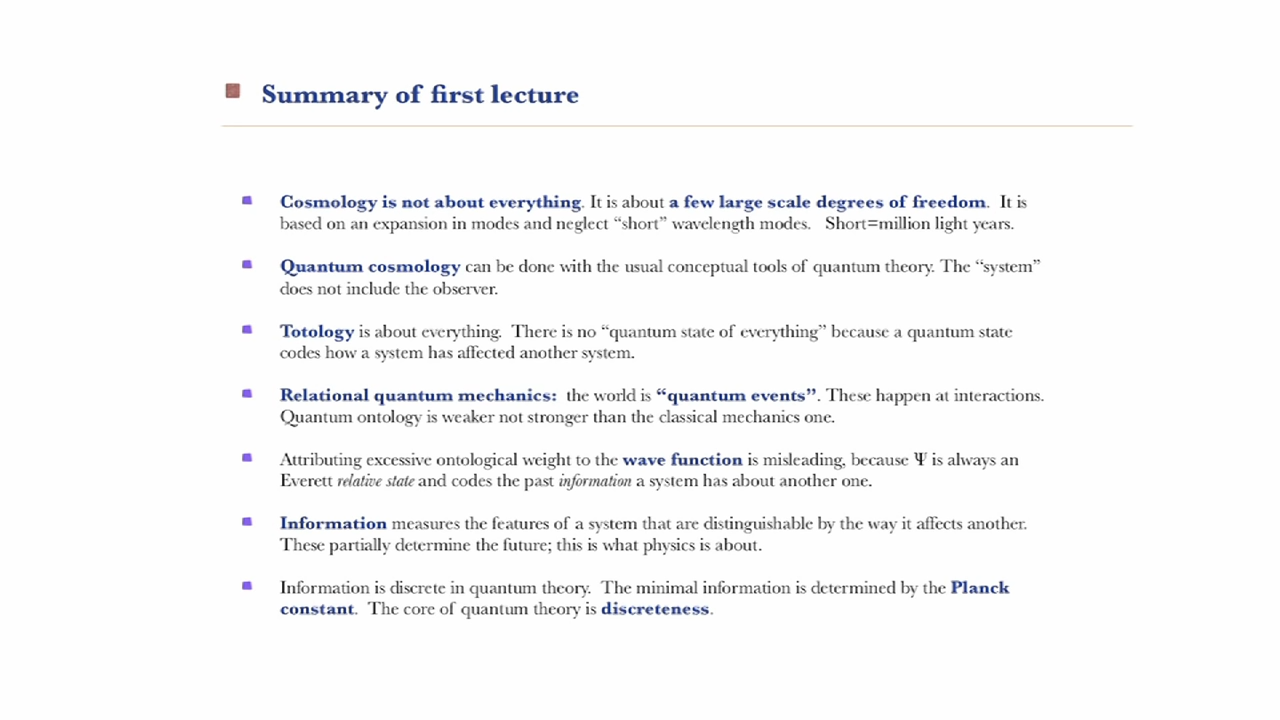 Summary of first lecture
Cosmology is not about everything. It is about a few large scale degrees of freedom. It is
based on an expansion in modes and neglect “short” wavelength modes. Short=million light years.
Quantum cosmology can be done with the usual conceptual tools of quantum theory. The “system”
does not include the observer.
Totology is about everything. There is no “quantum state of everything” because a quantum state
codes how a system has affected another system.
Relational quantum mechanics: the world is “quantum events”. These happen at interactions.
Quantum ontology is weaker not stronger than the classical mechanics one.
Attributing excessive ontological weight to the wave function is misleading, because Ψ is always an
Everett relative state and codes the past information a system has about another one.
Information measures the features of a system that are distinguishable by the way it affects another.
These partially determine the future; this is what physics is about.
Information is discrete in quantum theory. The minimal information is determined by the Planck
constant. The core of quantum theory is discreteness.